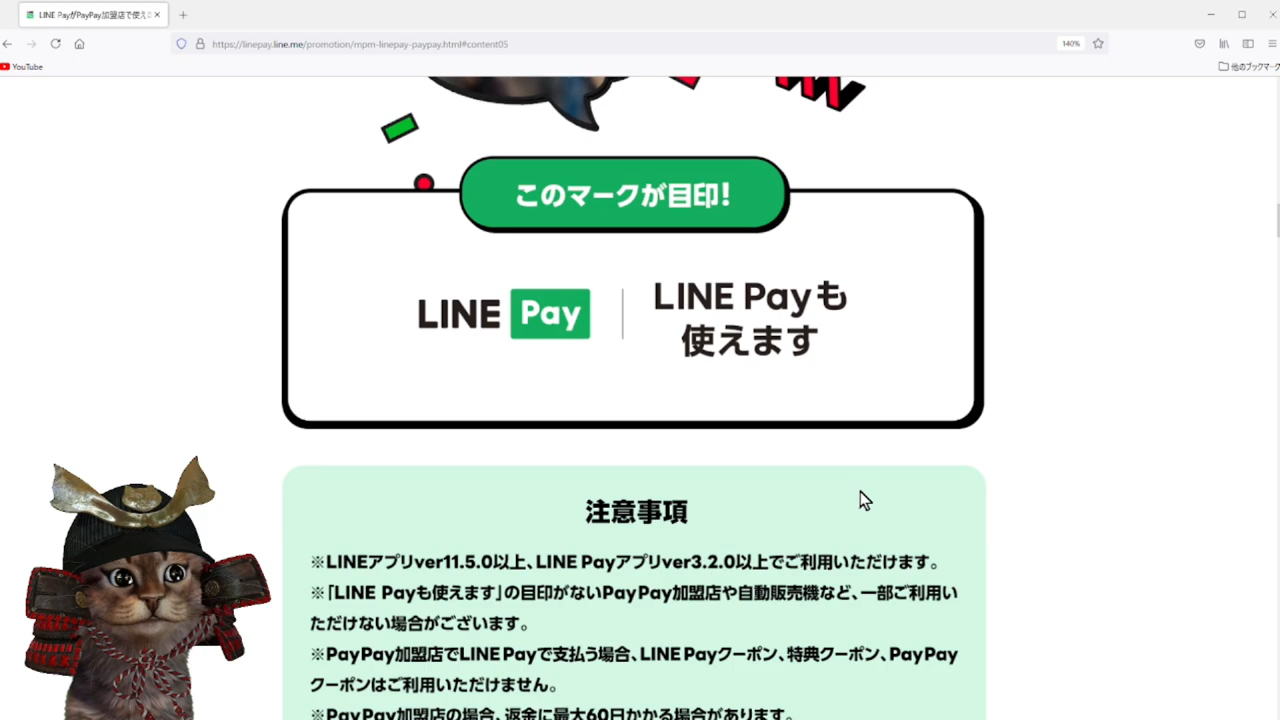 LINE PayがPayPay加盟店で使え
YouTube
https://linepay.line.me/promotion/mpm-linepay-paypay.html#content05
140%
他のブックマーク
このマークが目印!
LINE Pay
LINE Payも
使えます
注意事項
※LINEアプリver11.5.0以上、LINE Payアプリver3.2.0以上でご利用いただけます。
※「LINE Payも使えます」の目印がないPayPay加盟店や自動販売機など、一部ご利用い
ただけない場合がございます。
※PayPay加盟店でLINE Payで支払う場合、LINE Payクーポン、特典クーポン、PayPay
クーポンはご利用いただけません。
※PayPay加盟店の場合、返金に最大60日かかる場合があります。